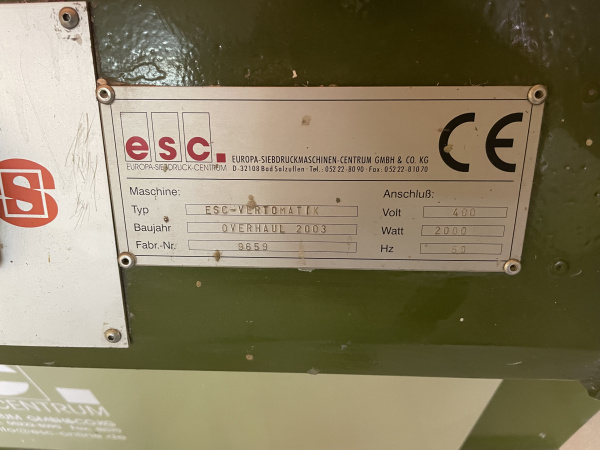 esc.
EUROPA-SIEBDRUCK-CENTRUM
EUROPA-SIEBDRUCKMASCHINEN-CENTRUM GMBH & CO. KG
D-32108 Bad Salzuflen · Tel.: 05222-8090 · Fax: 05222-81070
CE
Maschine:
Typ ESC-VERTOMATIK
Baujahr OVERHAUL 2003
Fabr.-Nr. 9659
Anschluß:
Volt 400
Watt 2000
Hz 50
S
c.
-CENTRUM